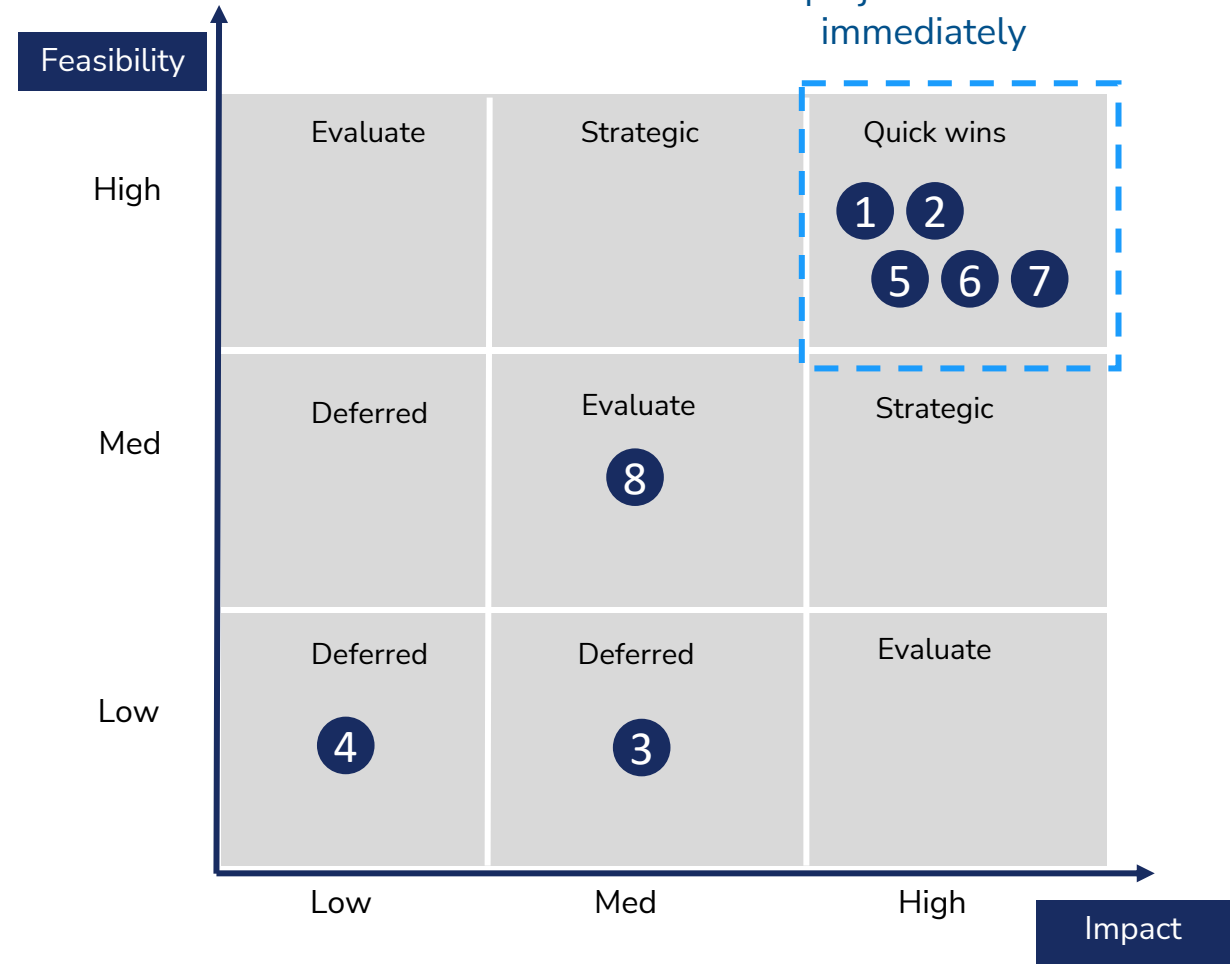 immediately
Feasibility
Evaluate
Strategic
Quick wins
High
1 2
5 6 7
Deferred
Evaluate
Strategic
Med
8
Deferred
Deferred
Evaluate
Low
4
3
Low
Med
High
Impact